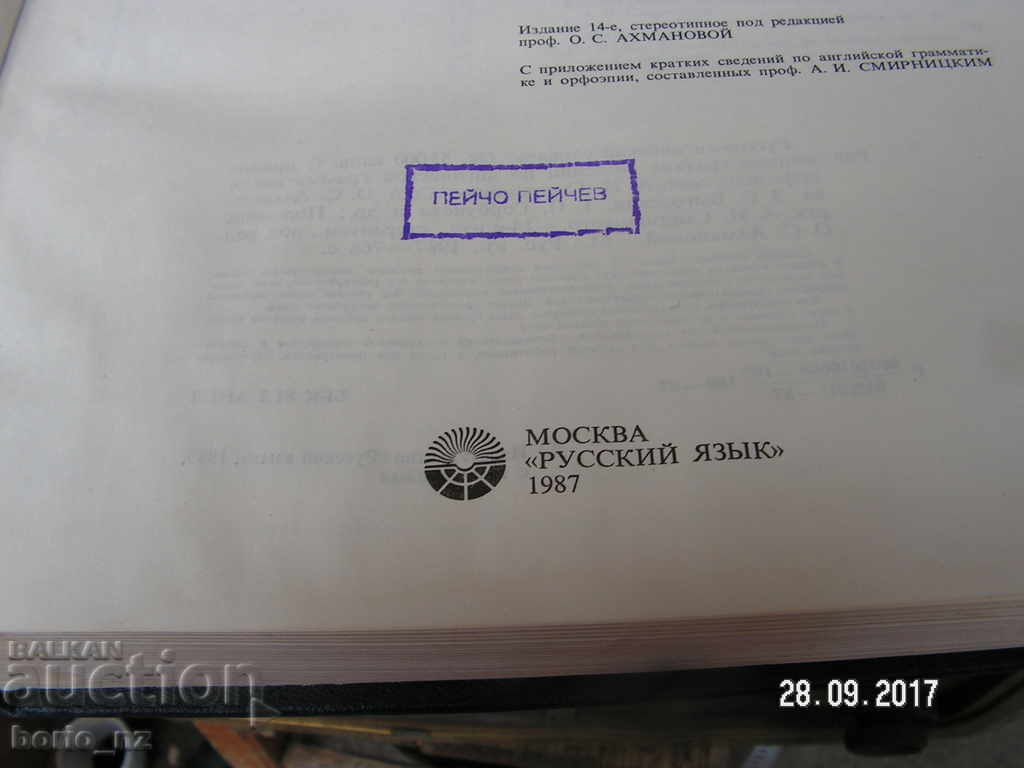 Издание 14-е, стереотипное под редакцией
проф. О. С. АХМАНОВОЙ
С приложением кратких сведений по английской граммати-
ке и орфоэпии, составленных проф. А. И. СМИРНИЦКИМ
ПЕЙЧО ПЕЙЧЕВ
МОСКВА
«РУССКИЙ ЯЗЫК»
1987
BALKAN
auction
28.09.2017
borio_nz